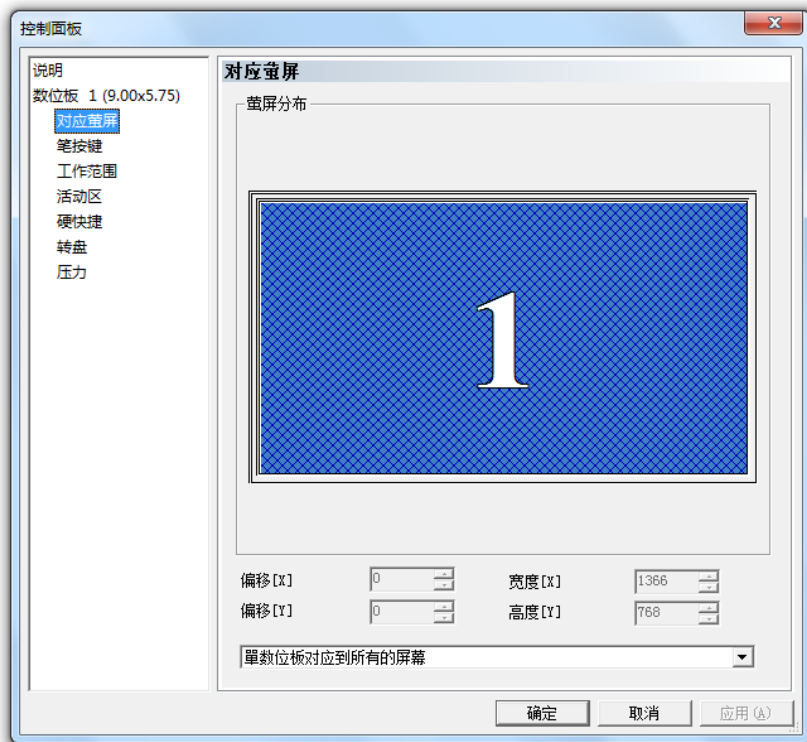 控制面板
说明
数位板 1 (9.00x5.75)
对应萤屏
笔按键
工作范围
活动区
硬快捷
转盘
压力
对应萤屏
萤屏分布
1
偏移[X] 0 宽度[X] 1366
偏移[Y] 0 高度[Y] 768
單数位板对应到所有的屏幕
确定 取消 应用(A)